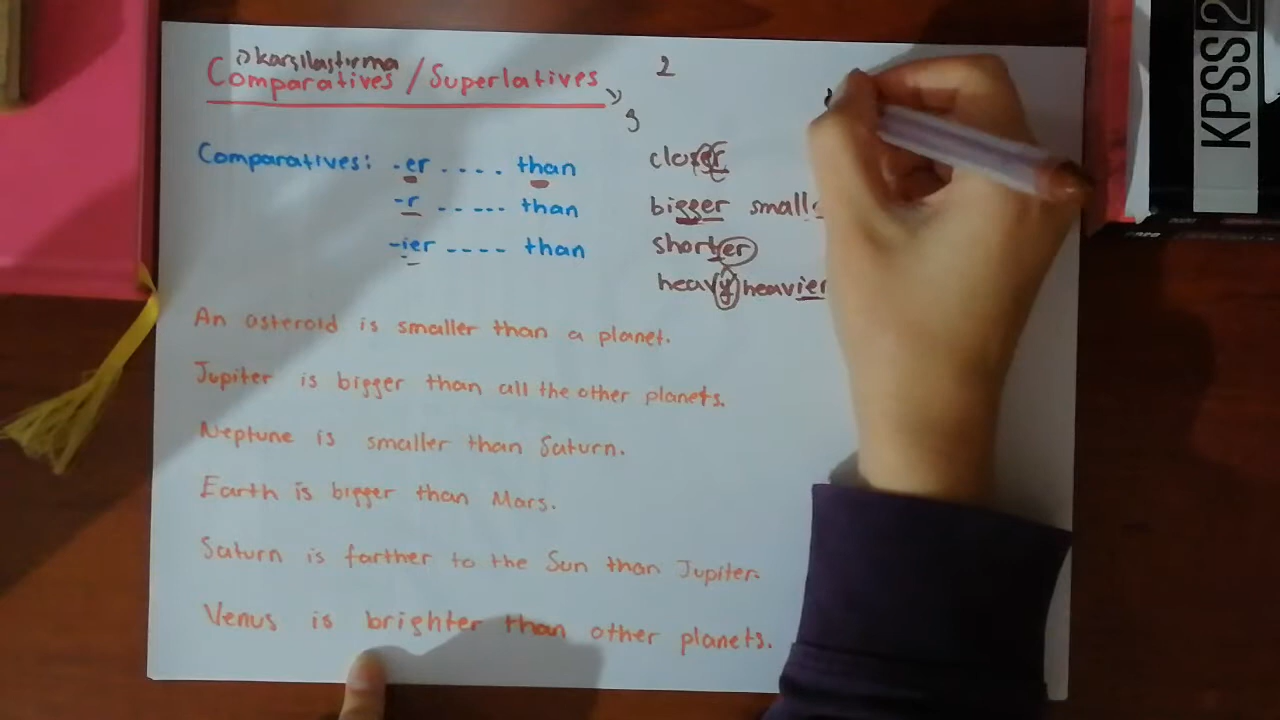 karşılaştırma
Comparatives / Superlatives
2
3
Comparatives: -er .... than
closer
-r ----- than
bigger
-ier ---- than
shorter
heavy heavier
An asteroid is smaller than a planet.
Jupiter is bigger than all the other planets.
Neptune is smaller than Saturn.
Earth is bigger than Mars.
Saturn is farther to the Sun than Jupiter.
Venus is brighter than other planets.
KPSS 2